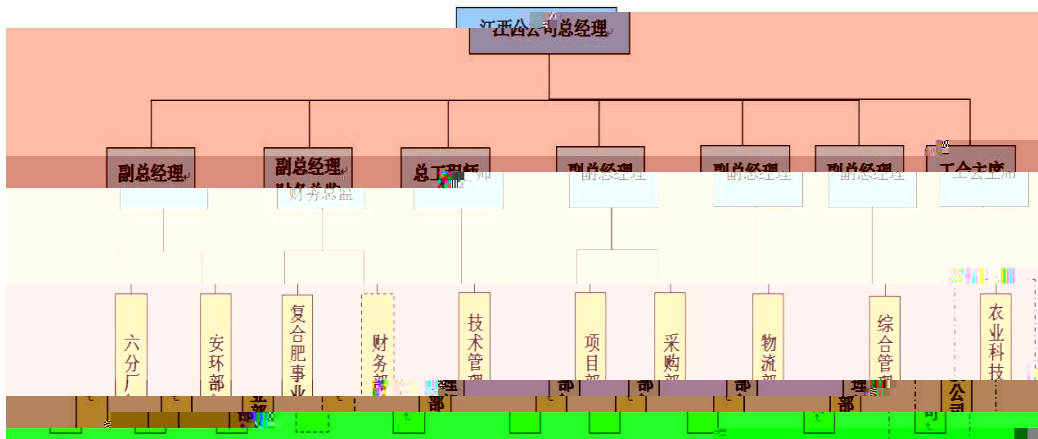 江西公司总经理
副总经理
副总经理
财务总监
总工程师
副总经理
副总经理
副总经理
工会主席
六分厂
安环部
复合肥事业部
财务部
技术管理部
项目部
采购部
物流部
综合管理部
农业科技公司